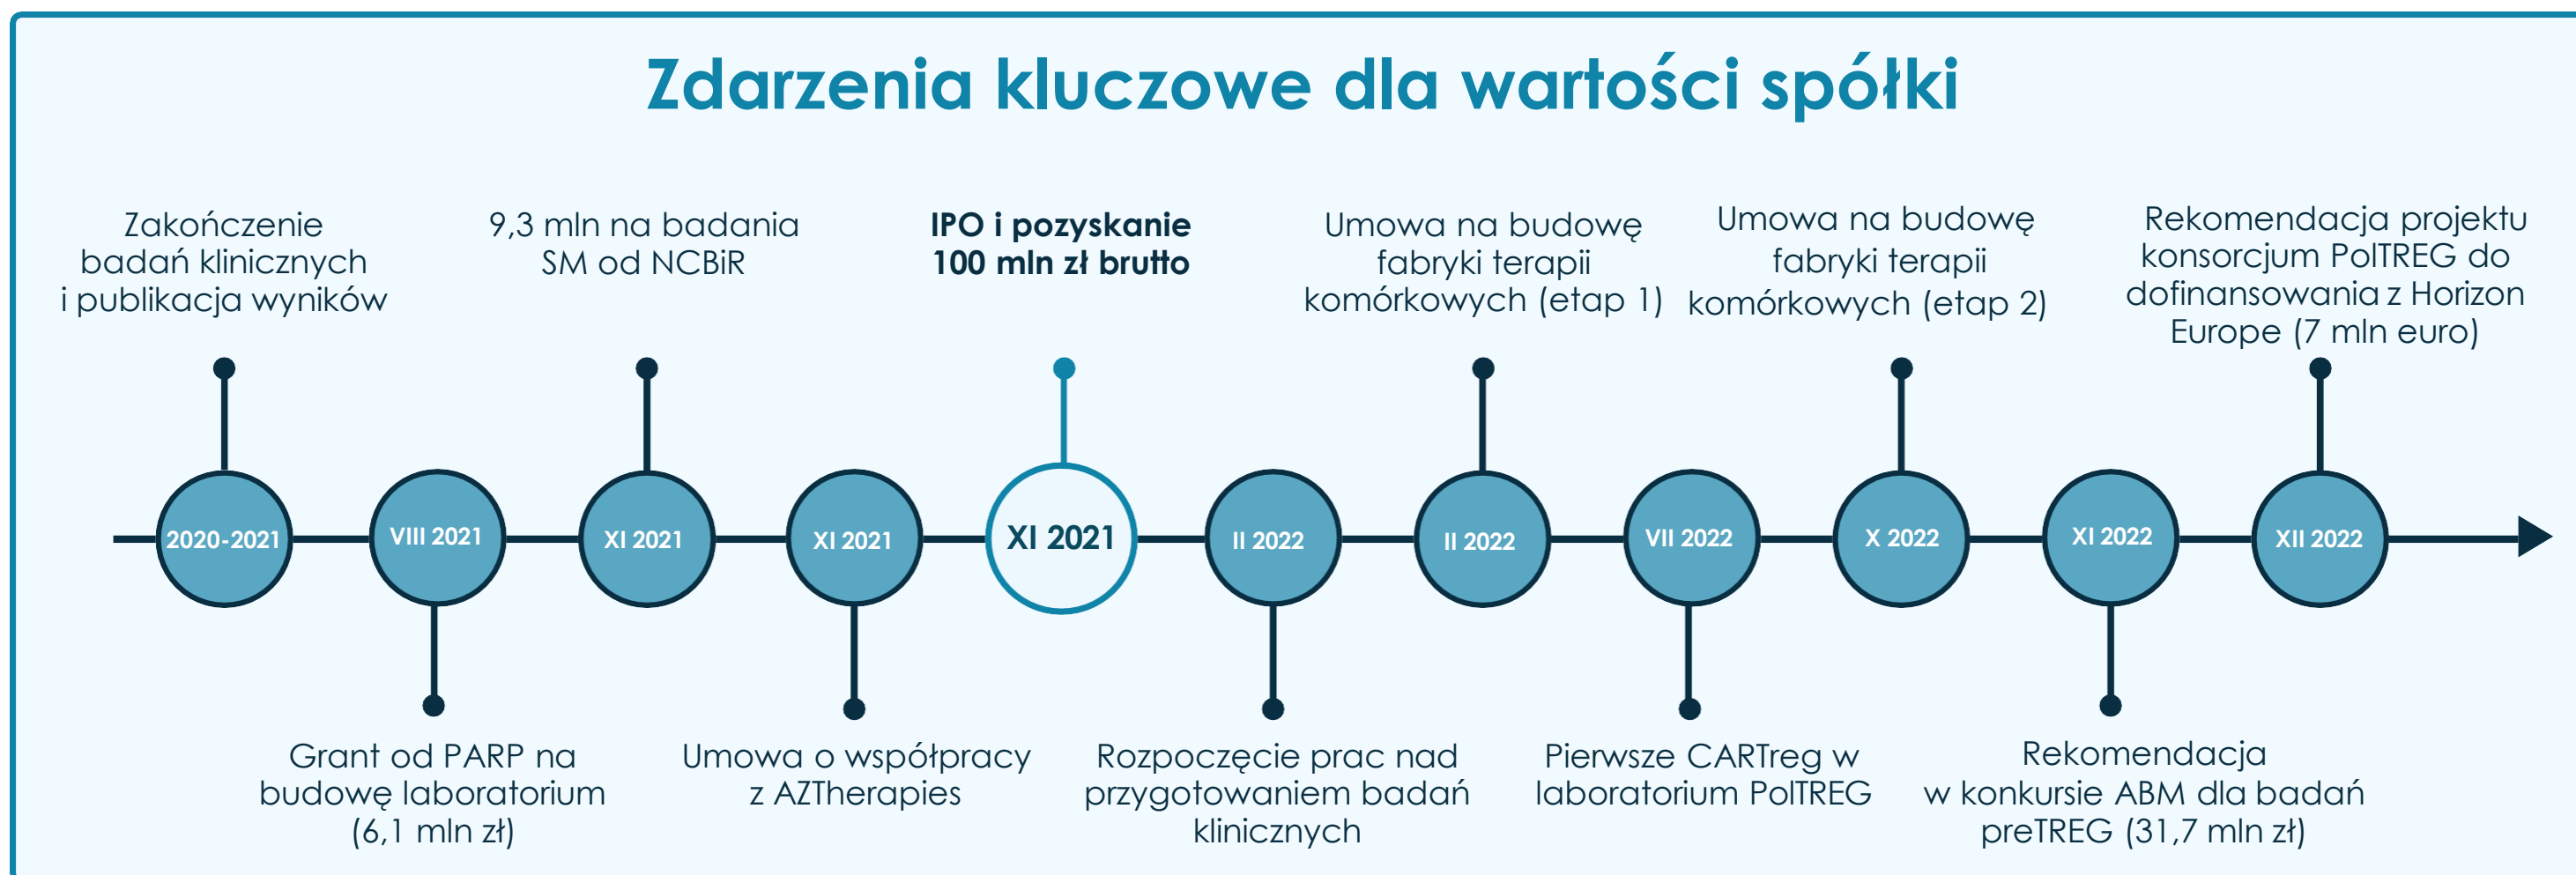 Zdarzenia kluczowe dla wartości spółki
Zakończenie
badań klinicznych
i publikacja wyników
9,3 mln na badania
SM od NCBiR
IPO i pozyskanie
100 mln zł brutto
Umowa na budowę
fabryki terapii
komórkowych (etap 1)
Umowa na budowę
fabryki terapii
komórkowych (etap 2)
Rekomendacja projektu
konsorcjum PolTREG do
dofinansowania z Horizon
Europe (7 mln euro)
2020-2021
VIII 2021
XI 2021
XI 2021
XI 2021
II 2022
II 2022
VII 2022
X 2022
XI 2022
XII 2022
Grant od PARP na
budowę laboratorium
(6,1 mln zł)
Umowa o współpracy
z AZTherapies
Rozpoczęcie prac nad
przygotowaniem badań
klinicznych
Pierwsze CARTreg w
laboratorium PolTREG
Rekomendacja
w konkursie ABM dla badań
preTREG (31,7 mln zł)